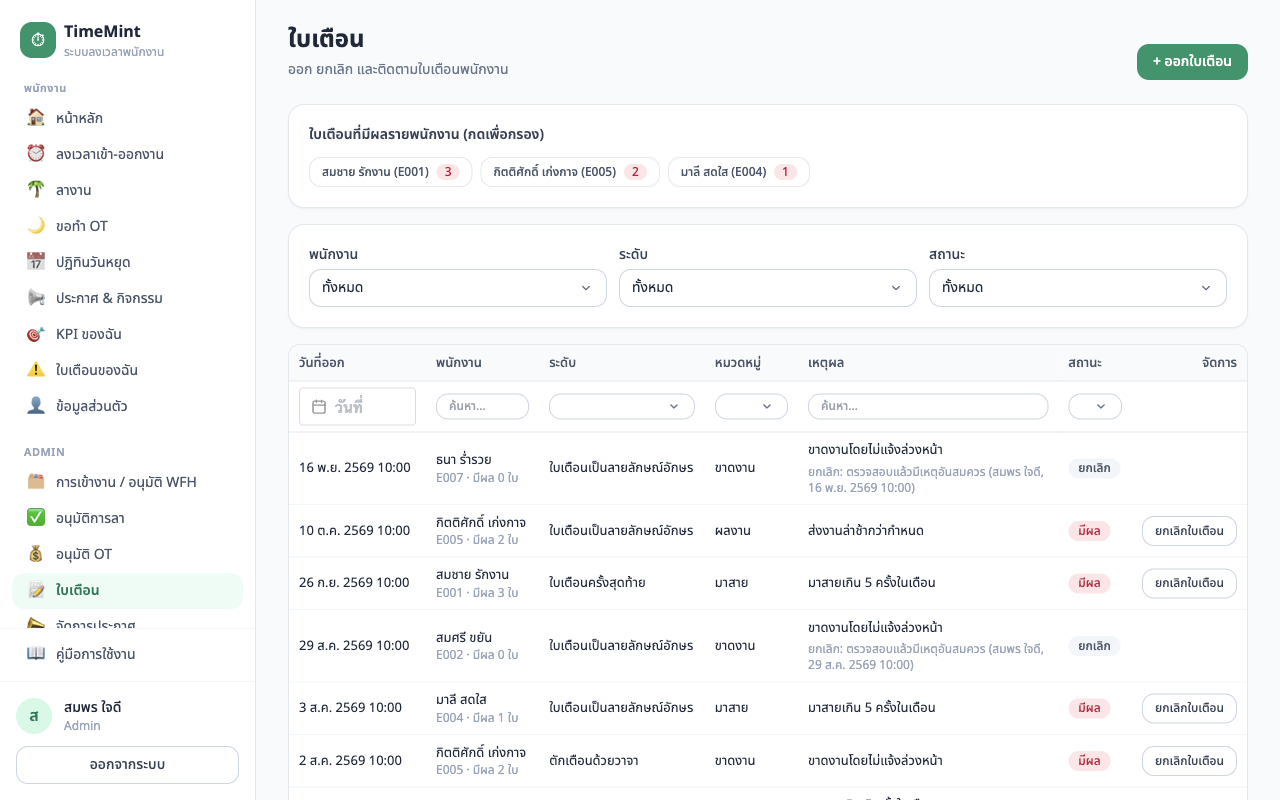 TimeMint
ระบบลงเวลาพนักงาน
พนักงาน
หน้าหลัก
ลงเวลาเข้า-ออกงาน
ลางาน
ขอทำ OT
ปฏิทินวันหยุด
ประกาศ & กิจกรรม
KPI ของฉัน
ใบเตือนของฉัน
ข้อมูลส่วนตัว
ADMIN
การเข้างาน / อนุมัติ WFH
อนุมัติการลา
อนุมัติ OT
ใบเตือน
จัดการประกาศ
คู่มือการใช้งาน
ส
สมพร ใจดี
Admin
ออกจากระบบ
ใบเตือน
ออก ยกเลิก และติดตามใบเตือนพนักงาน
+ ออกใบเตือน
ใบเตือนที่มีผลรายพนักงาน (กดเพื่อกรอง)
สมชาย รักงาน (E001) 3
กิตติศักดิ์ เก่งกาจ (E005) 2
มาลี สดใส (E004) 1
พนักงาน ระดับ สถานะ
ทั้งหมด ทั้งหมด ทั้งหมด
วันที่ออก พนักงาน ระดับ หมวดหมู่ เหตุผล สถานะ จัดการ
วันที่ ค้นหา... ค้นหา...
16 พ.ย. 2569 10:00 ธนา ร่ำรวย ใบเตือนเป็นลายลักษณ์อักษร ขาดงาน ขาดงานโดยไม่แจ้งล่วงหน้า ยกเลิก
E007 · มีผล 0 ใบ ยกเลิก: ตรวจสอบแล้วมีเหตุอันสมควร (สมพร ใจดี,
16 พ.ย. 2569 10:00)
10 ต.ค. 2569 10:00 กิตติศักดิ์ เก่งกาจ ใบเตือนเป็นลายลักษณ์อักษร ผลงาน ส่งงานล่าช้ากว่ากำหนด มีผล ยกเลิกใบเตือน
E005 · มีผล 2 ใบ
26 ก.ย. 2569 10:00 สมชาย รักงาน ใบเตือนครั้งสุดท้าย มาสาย มาสายเกิน 5 ครั้งในเดือน มีผล ยกเลิกใบเตือน
E001 · มีผล 3 ใบ
29 ส.ค. 2569 10:00 สมศรี ขยัน ใบเตือนเป็นลายลักษณ์อักษร ขาดงาน ขาดงานโดยไม่แจ้งล่วงหน้า ยกเลิก
E002 · มีผล 0 ใบ ยกเลิก: ตรวจสอบแล้วมีเหตุอันสมควร (สมพร ใจดี,
29 ส.ค. 2569 10:00)
3 ส.ค. 2569 10:00 มาลี สดใส ใบเตือนเป็นลายลักษณ์อักษร มาสาย มาสายเกิน 5 ครั้งในเดือน มีผล ยกเลิกใบเตือน
E004 · มีผล 1 ใบ
2 ส.ค. 2569 10:00 กิตติศักดิ์ เก่งกาจ ตักเตือนด้วยวาจา ขาดงาน ขาดงานโดยไม่แจ้งล่วงหน้า มีผล ยกเลิกใบเตือน
E005 · มีผล 2 ใบ